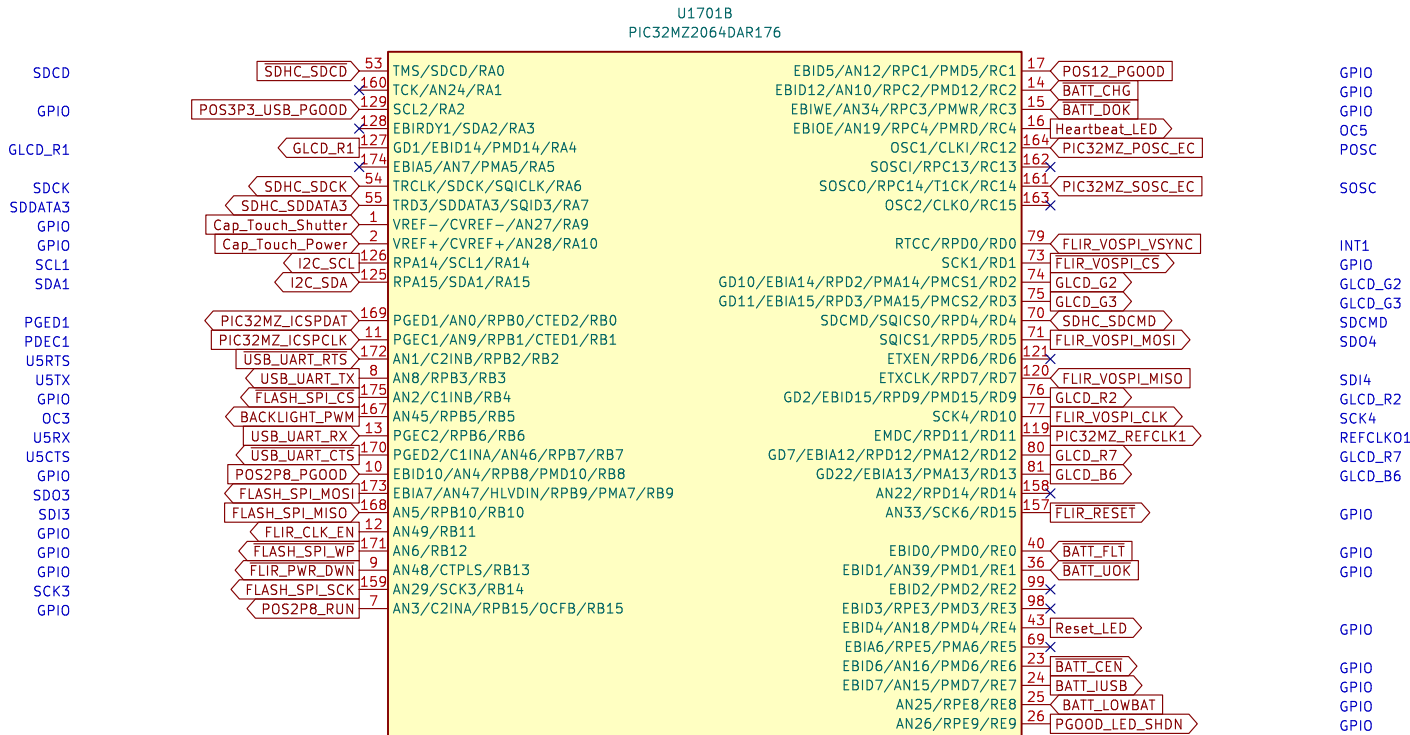 U1701B
PIC32MZ2064DAR176
SDCD SDHC_SDCD 53 TMS/SDCD/RA0 EBID5/AN12/RPC1/PMD5/RC1 17 POS12_PGOOD GPIO
160 TCK/AN24/RA1 EBID12/AN10/RPC2/PMD12/RC2 14 BATT_CHG GPIO
GPIO POS3P3_USB_PGOOD 129 SCL2/RA2 EBIWE/AN34/RPC3/PMWR/RC3 15 BATT_DOK GPIO
128 EBIRDY1/SDA2/RA3 EBIOE/AN19/RPC4/PMRD/RC4 16 Heartbeat_LED OC5
GLCD_R1 GLCD_R1 127 GD1/EBID14/PMD14/RA4 OSC1/CLKI/RC12 164 PIC32MZ_POSC_EC POSC
174 EBIA5/AN7/PMA5/RA5 SOSCI/RPC13/RC13 162
SDCK SDHC_SDCK 54 TRCLK/SDCK/SQICLK/RA6 SOSCO/RPC14/T1CK/RC14 161 PIC32MZ_SOSC_EC SOSC
SDDATA3 SDHC_SDDATA3 55 TRD3/SDDATA3/SQID3/RA7 OSC2/CLKO/RC15 163
GPIO Cap_Touch_Shutter 1 VREF-/CVREF-/AN27/RA9
GPIO Cap_Touch_Power 2 VREF+/CVREF+/AN28/RA10 RTCC/RPD0/RD0 79 FLIR_VOSPI_VSYNC INT1
SCL1 I2C_SCL 126 RPA14/SCL1/RA14 SCK1/RD1 73 FLIR_VOSPI_CS GPIO
SDA1 I2C_SDA 125 RPA15/SDA1/RA15 GD10/EBIA14/RPD2/PMA14/PMCS1/RD2 74 GLCD_G2 GLCD_G2
GD11/EBIA15/RPD3/PMA15/PMCS2/RD3 75 GLCD_G3 GLCD_G3
PGED1 PIC32MZ_ICSPDAT 169 PGED1/AN0/RPB0/CTED2/RB0 SDCMD/SQICS0/RPD4/RD4 70 SDHC_SDCMD SDCMD
PDEC1 PIC32MZ_ICSPCLK 11 PGEC1/AN9/RPB1/CTED1/RB1 SQICS1/RPD5/RD5 71 FLIR_VOSPI_MOSI SDO4
U5RTS USB_UART_RTS 172 AN1/C2INB/RPB2/RB2 ETXEN/RPD6/RD6 121
U5TX USB_UART_TX 8 AN8/RPB3/RB3 ETXCLK/RPD7/RD7 120 FLIR_VOSPI_MISO SDI4
GPIO FLASH_SPI_CS 175 AN2/C1INB/RB4 GD2/EBID15/RPD9/PMD15/RD9 76 GLCD_R2 GLCD_R2
OC3 BACKLIGHT_PWM 167 AN45/RPB5/RB5 SCK4/RD10 77 FLIR_VOSPI_CLK SCK4
U5RX USB_UART_RX 13 PGEC2/RPB6/RB6 EMDC/RPD11/RD11 119 PIC32MZ_REFCLK1 REFCLKO1
U5CTS USB_UART_CTS 170 PGED2/C1INA/AN46/RPB7/RB7 GD7/EBIA12/RPD12/PMA12/RD12 80 GLCD_R7 GLCD_R7
GPIO POS2P8_PGOOD 10 EBID10/AN4/RPB8/PMD10/RB8 GD22/EBIA13/PMA13/RD13 81 GLCD_B6 GLCD_B6
SDO3 FLASH_SPI_MOSI 173 EBIA7/AN47/HLVDIN/RPB9/PMA7/RB9 AN22/RPD14/RD14 158
SDI3 FLASH_SPI_MISO 168 AN5/RPB10/RB10 AN33/SCK6/RD15 157 FLIR_RESET GPIO
GPIO FLIR_CLK_EN 12 AN49/RB11
GPIO FLASH_SPI_WP 171 AN6/RB12 EBID0/PMD0/RE0 40 BATT_FLT GPIO
GPIO FLIR_PWR_DWN 9 AN48/CTPLS/RB13 EBID1/AN39/PMD1/RE1 36 BATT_UOK GPIO
SCK3 FLASH_SPI_SCK 159 AN29/SCK3/RB14 EBID2/PMD2/RE2 99
GPIO POS2P8_RUN 7 AN3/C2INA/RPB15/OCFB/RB15 EBID3/RPE3/PMD3/RE3 98
EBID4/AN18/PMD4/RE4 43 Reset_LED GPIO
EBIA6/RPE5/PMA6/RE5 69
EBID6/AN16/PMD6/RE6 23 BATT_CEN GPIO
EBID7/AN15/PMD7/RE7 24 BATT_IUSB GPIO
AN25/RPE8/RE8 25 BATT_LOWBAT GPIO
AN26/RPE9/RE9 26 PGOOD_LED_SHDN GPIO